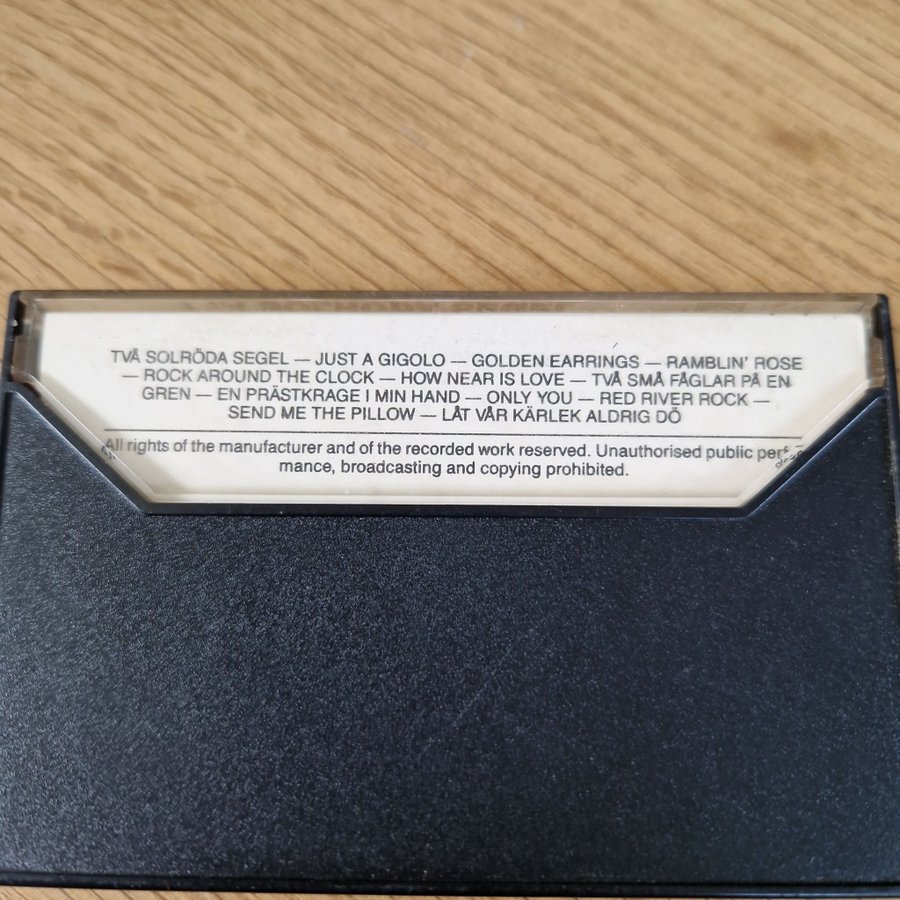 TVÅ SOLRÖDA SEGEL — JUST A GIGOLO — GOLDEN EARRINGS — RAMBLIN' ROSE
— ROCK AROUND THE CLOCK — HOW NEAR IS LOVE — TVÅ SMÅ FÅGLAR PÅ EN
GREN — EN PRÄSTKRAGE I MIN HAND — ONLY YOU — RED RIVER ROCK —
SEND ME THE PILLOW — LÅT VÅR KÄRLEK ALDRIG DÖ
All rights of the manufacturer and of the recorded work reserved. Unauthorised public perf
mance, broadcasting and copying prohibited.